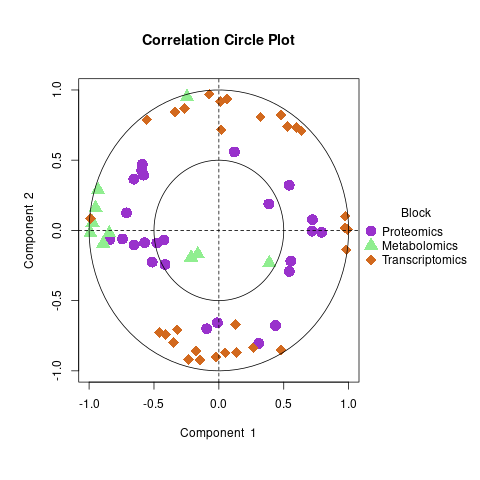 Correlation Circle Plot
Component 2
1.0
0.5
0.0
-0.5
-1.0
-1.0 -0.5 0.0 0.5 1.0
Component 1
Block
Proteomics
Metabolomics
Transcriptomics